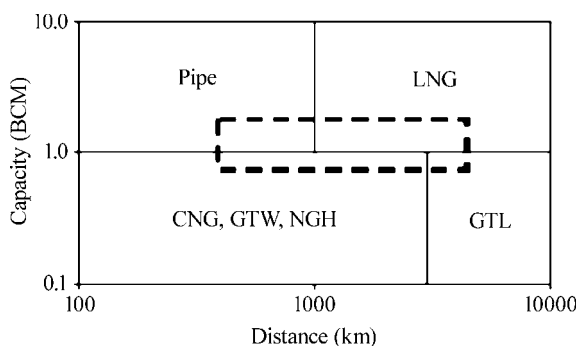 10.0
Pipe LNG
Capacity (BCM)
1.0
CNG, GTW, NGH GTL
0.1
100 1000 10000
Distance (km)